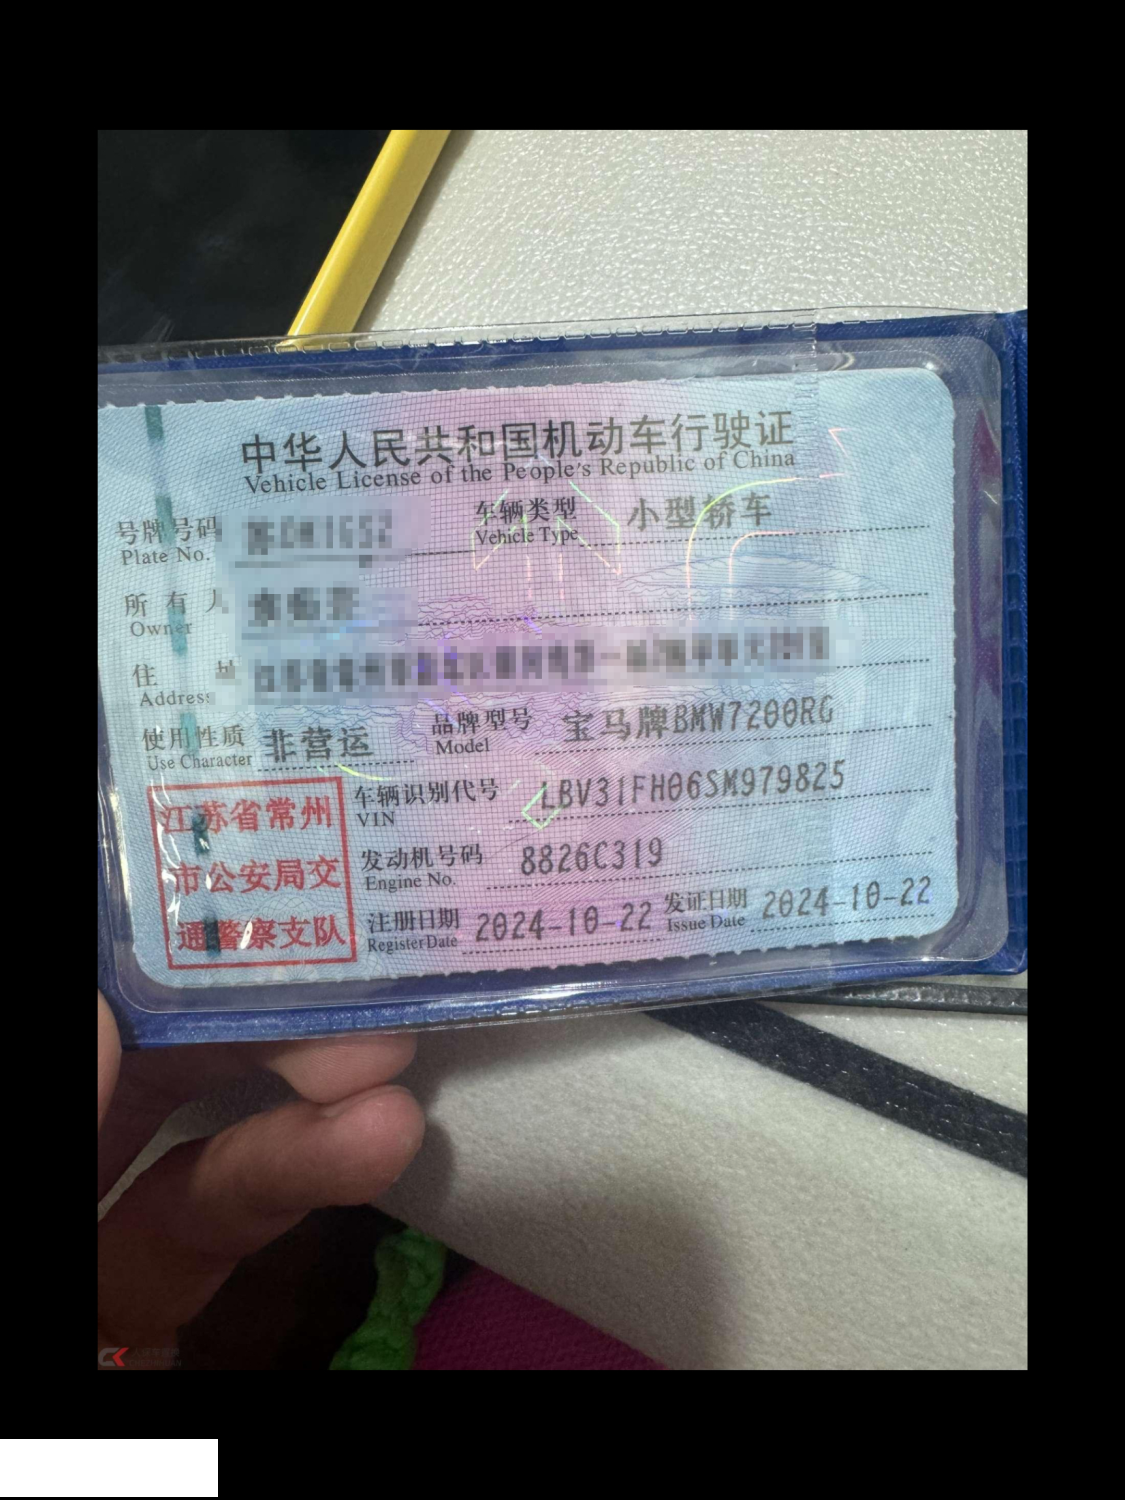 中华人民共和国机动车行驶证
Vehicle License of the People's Republic of China
号牌号码
Plate No.
车辆类型 小型轿车
Vehicle Type
所有人
Owner
住址
Address
使用性质 非营运
Use Character
品牌型号 宝马牌BMW7200RG
Model
江苏省常州
市公安局交
通警察支队
车辆识别代号 LBV31FH06SM979825
VIN
发动机号码 8826C319
Engine No.
注册日期 2024-10-22 发证日期 2024-10-22
Register Date Issue Date